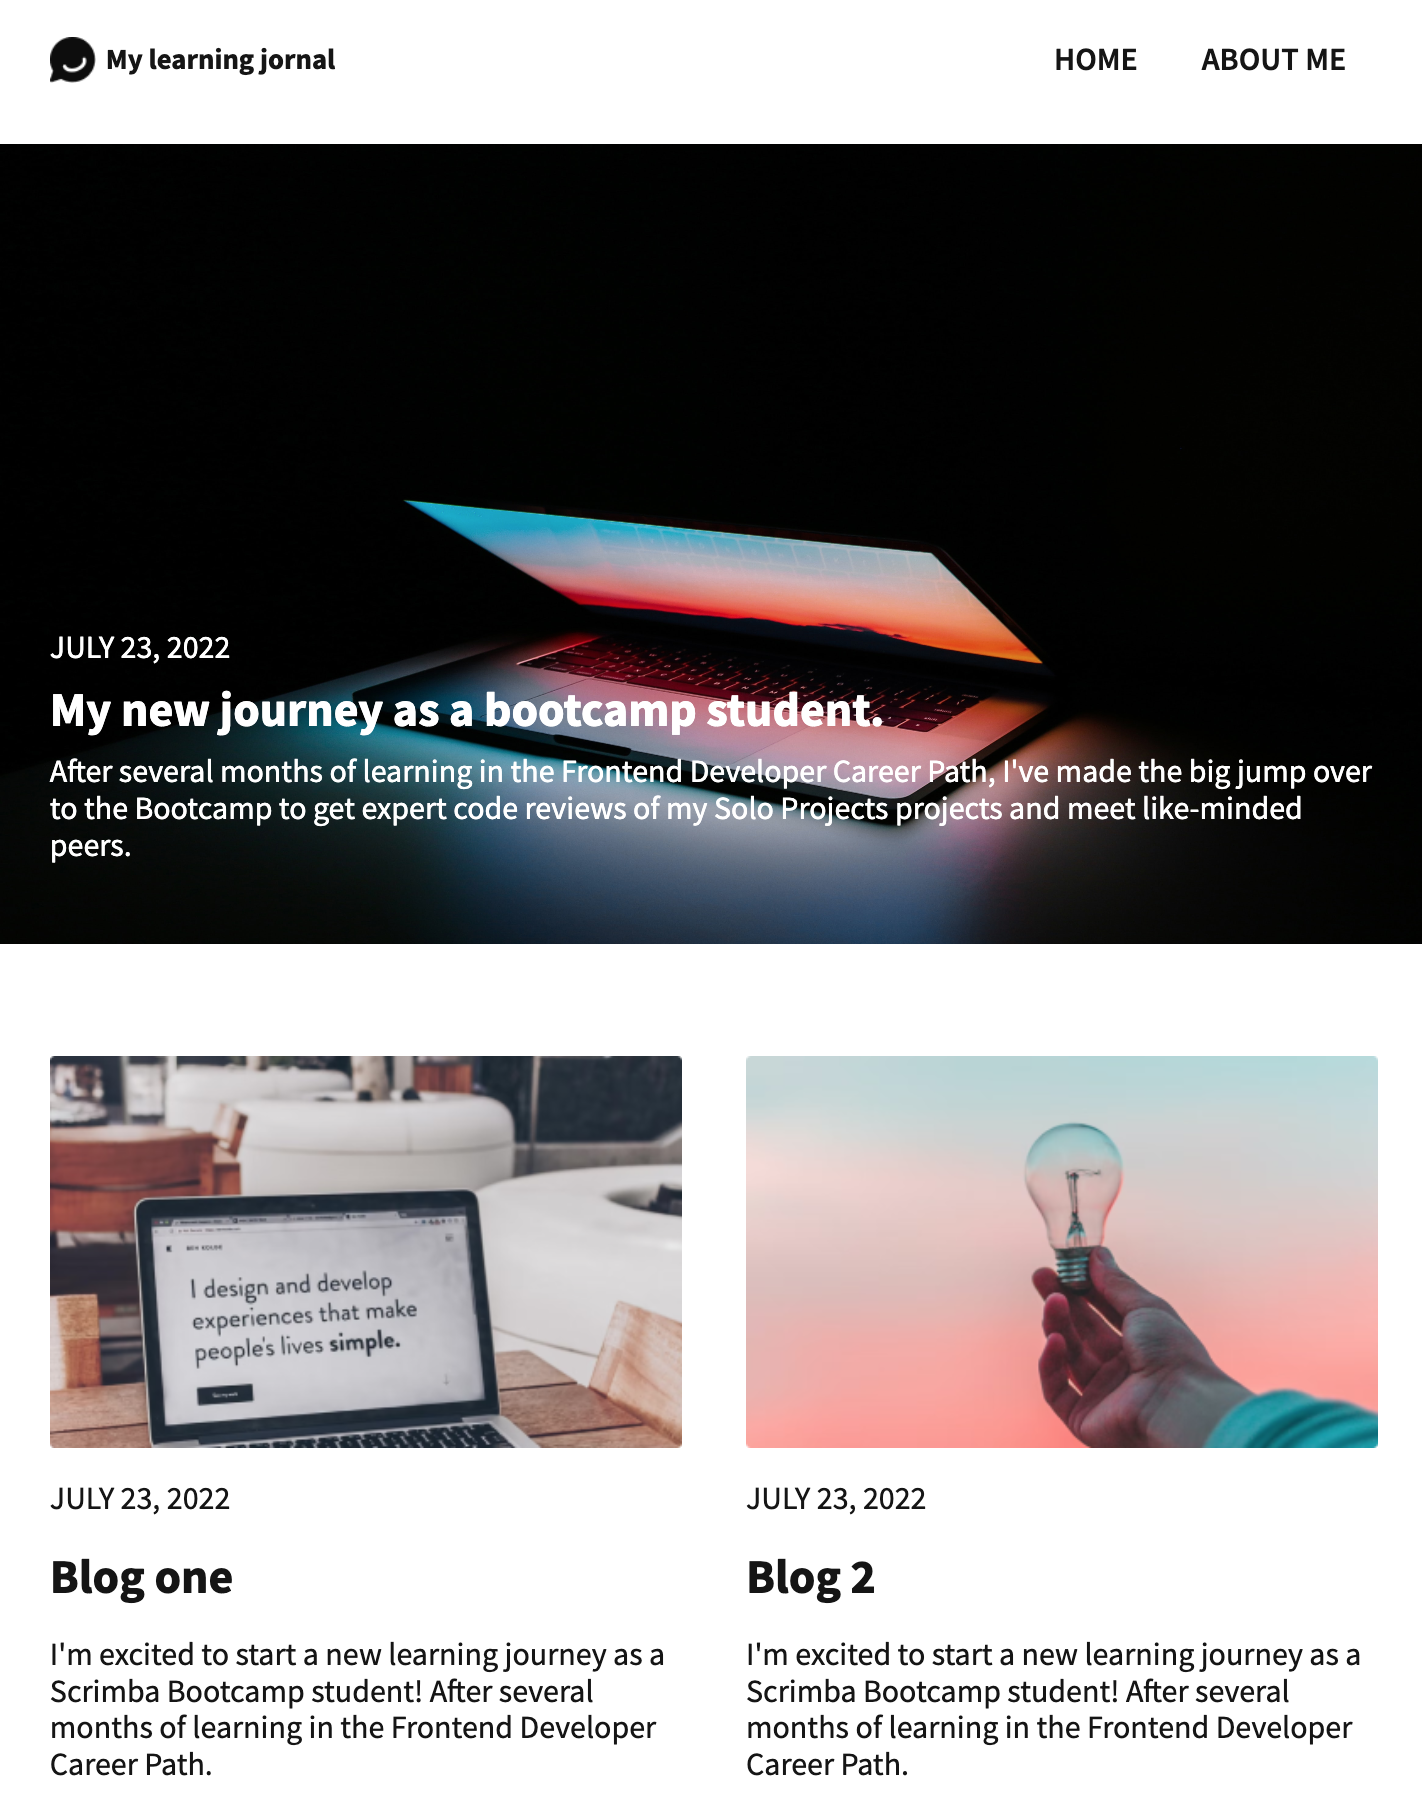 My learning jornal
HOME ABOUT ME
JULY 23, 2022
My new journey as a bootcamp student.
After several months of learning in the Frontend Developer Career Path, I've made the big jump over
to the Bootcamp to get expert code reviews of my Solo Projects projects and meet like-minded
peers.
BEN KOLDE
I design and develop
experiences that make
people's lives simple.
JULY 23, 2022
Blog one
I'm excited to start a new learning journey as a
Scrimba Bootcamp student! After several
months of learning in the Frontend Developer
Career Path.
JULY 23, 2022
Blog 2
I'm excited to start a new learning journey as a
Scrimba Bootcamp student! After several
months of learning in the Frontend Developer
Career Path.